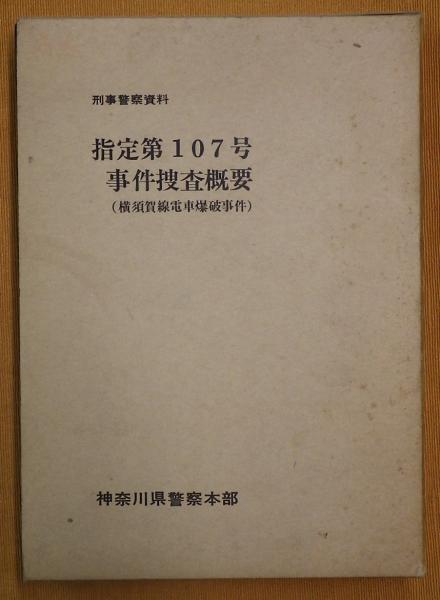 刑事警察資料
指定第107号
事件捜査概要
(横須賀線電車爆破事件)
神奈川県警察本部